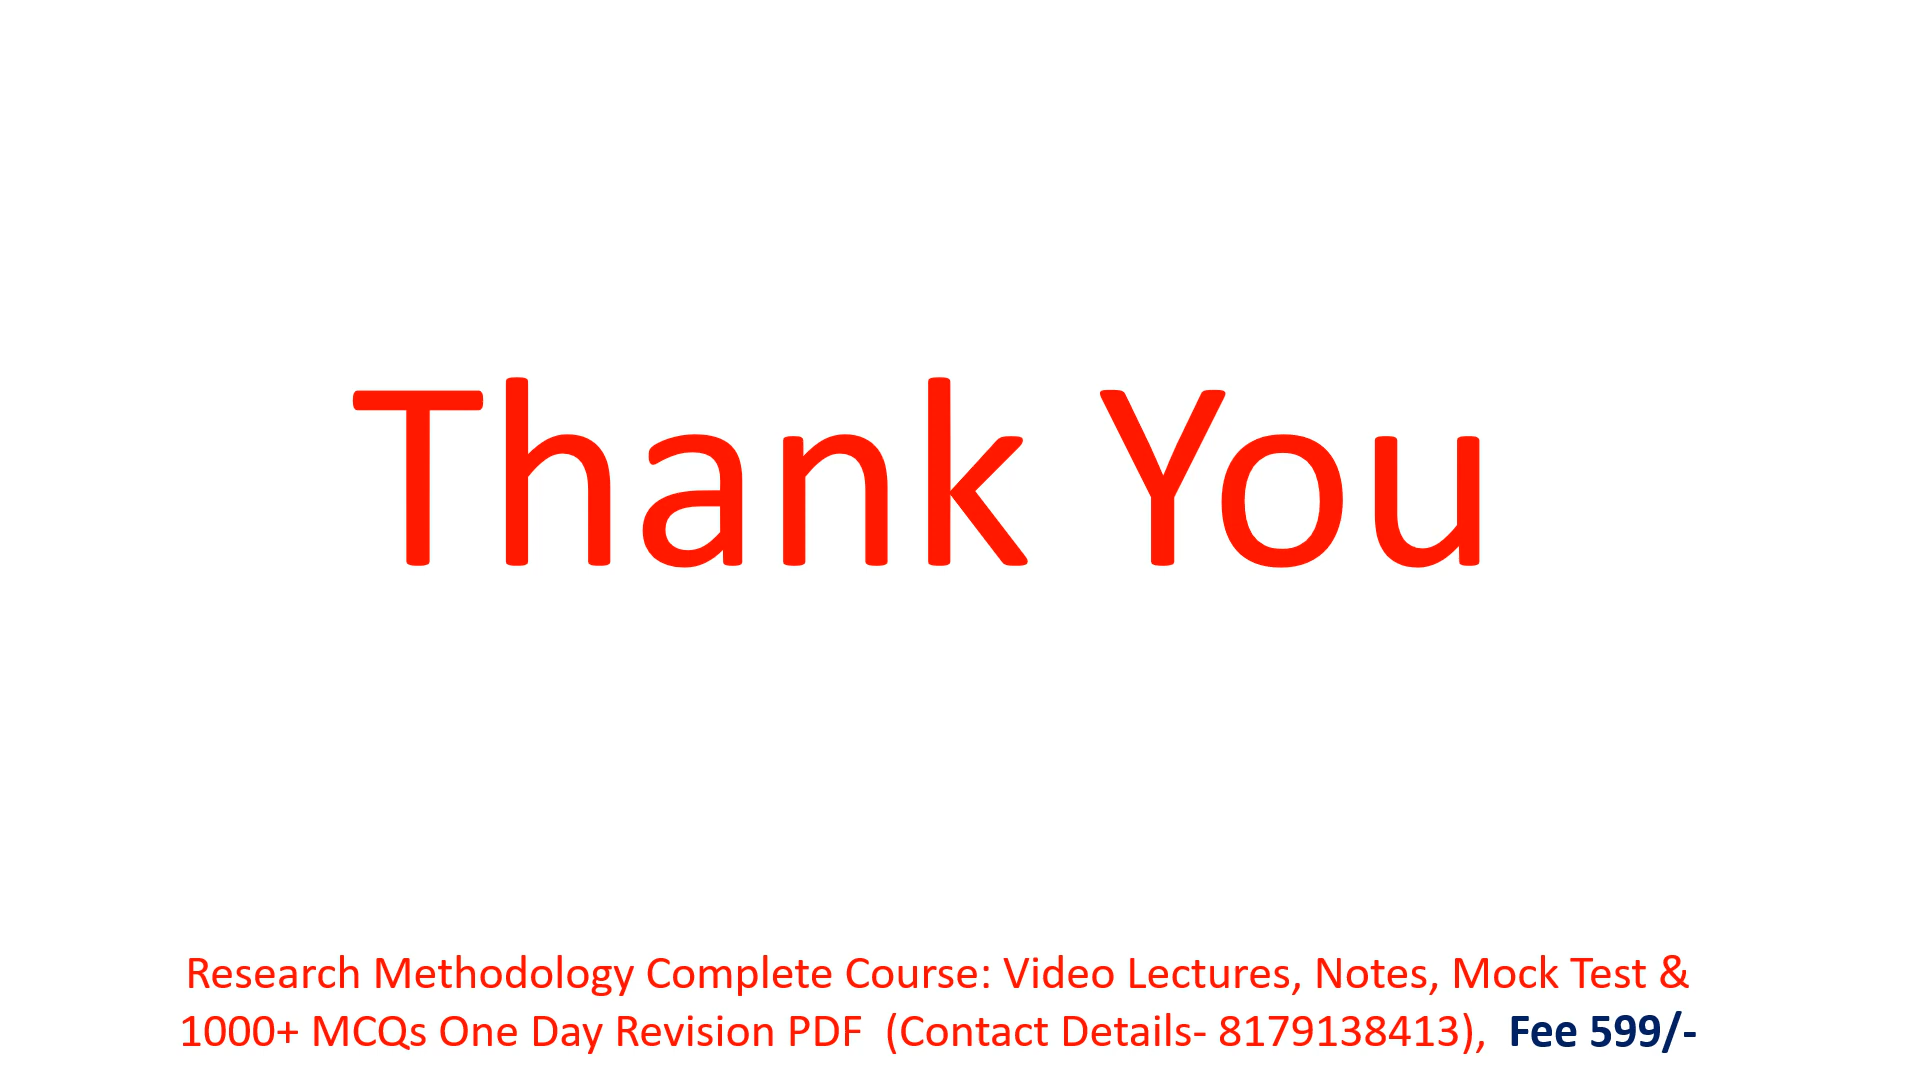 Thank You
Research Methodology Complete Course: Video Lectures, Notes, Mock Test &
1000+ MCQs One Day Revision PDF (Contact Details- 8179138413), Fee 599/-